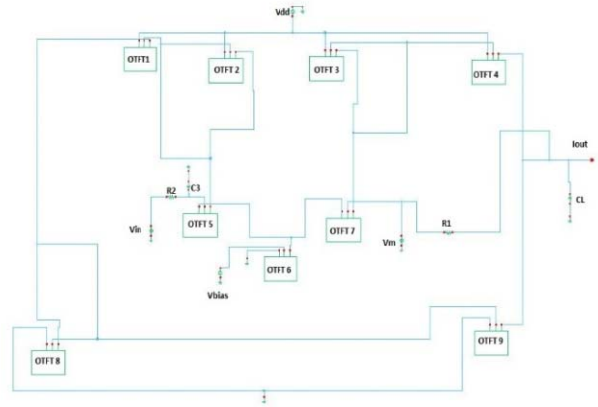 Vdd
OTFT1
OTFT 2
OTFT 3
OTFT 4
Iout
R2
C3
CL
OTFT 5
OTFT 7
R1
Vin
Vm
OTFT 6
Vbias
OTFT 8
OTFT 9